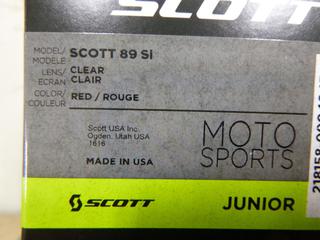 SCOTT
MODEL/
MODELE
SCOTT 89 Si
LENS/
ECRAN
CLEAR
CLAIR
COLOR/
COULEUR
RED / ROUGE
Scott USA Inc.
Ogden, Utah USA
1616
MADE IN USA
MOTO
SPORTS
SCOTT
JUNIOR